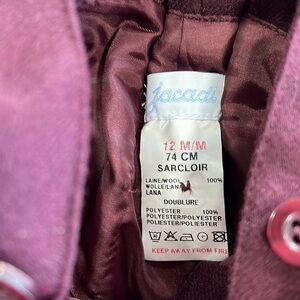 jacadi
12 M/M
74 CM
SARCLOIR
LAINE/WOOL 100%
WOLLE/LANA
LANA
DOUBLURE
POLYESTER 100%
POLYESTER/POLYESTER
POLIESTER/POLIÉSTER
KEEP AWAY FROM FIRE